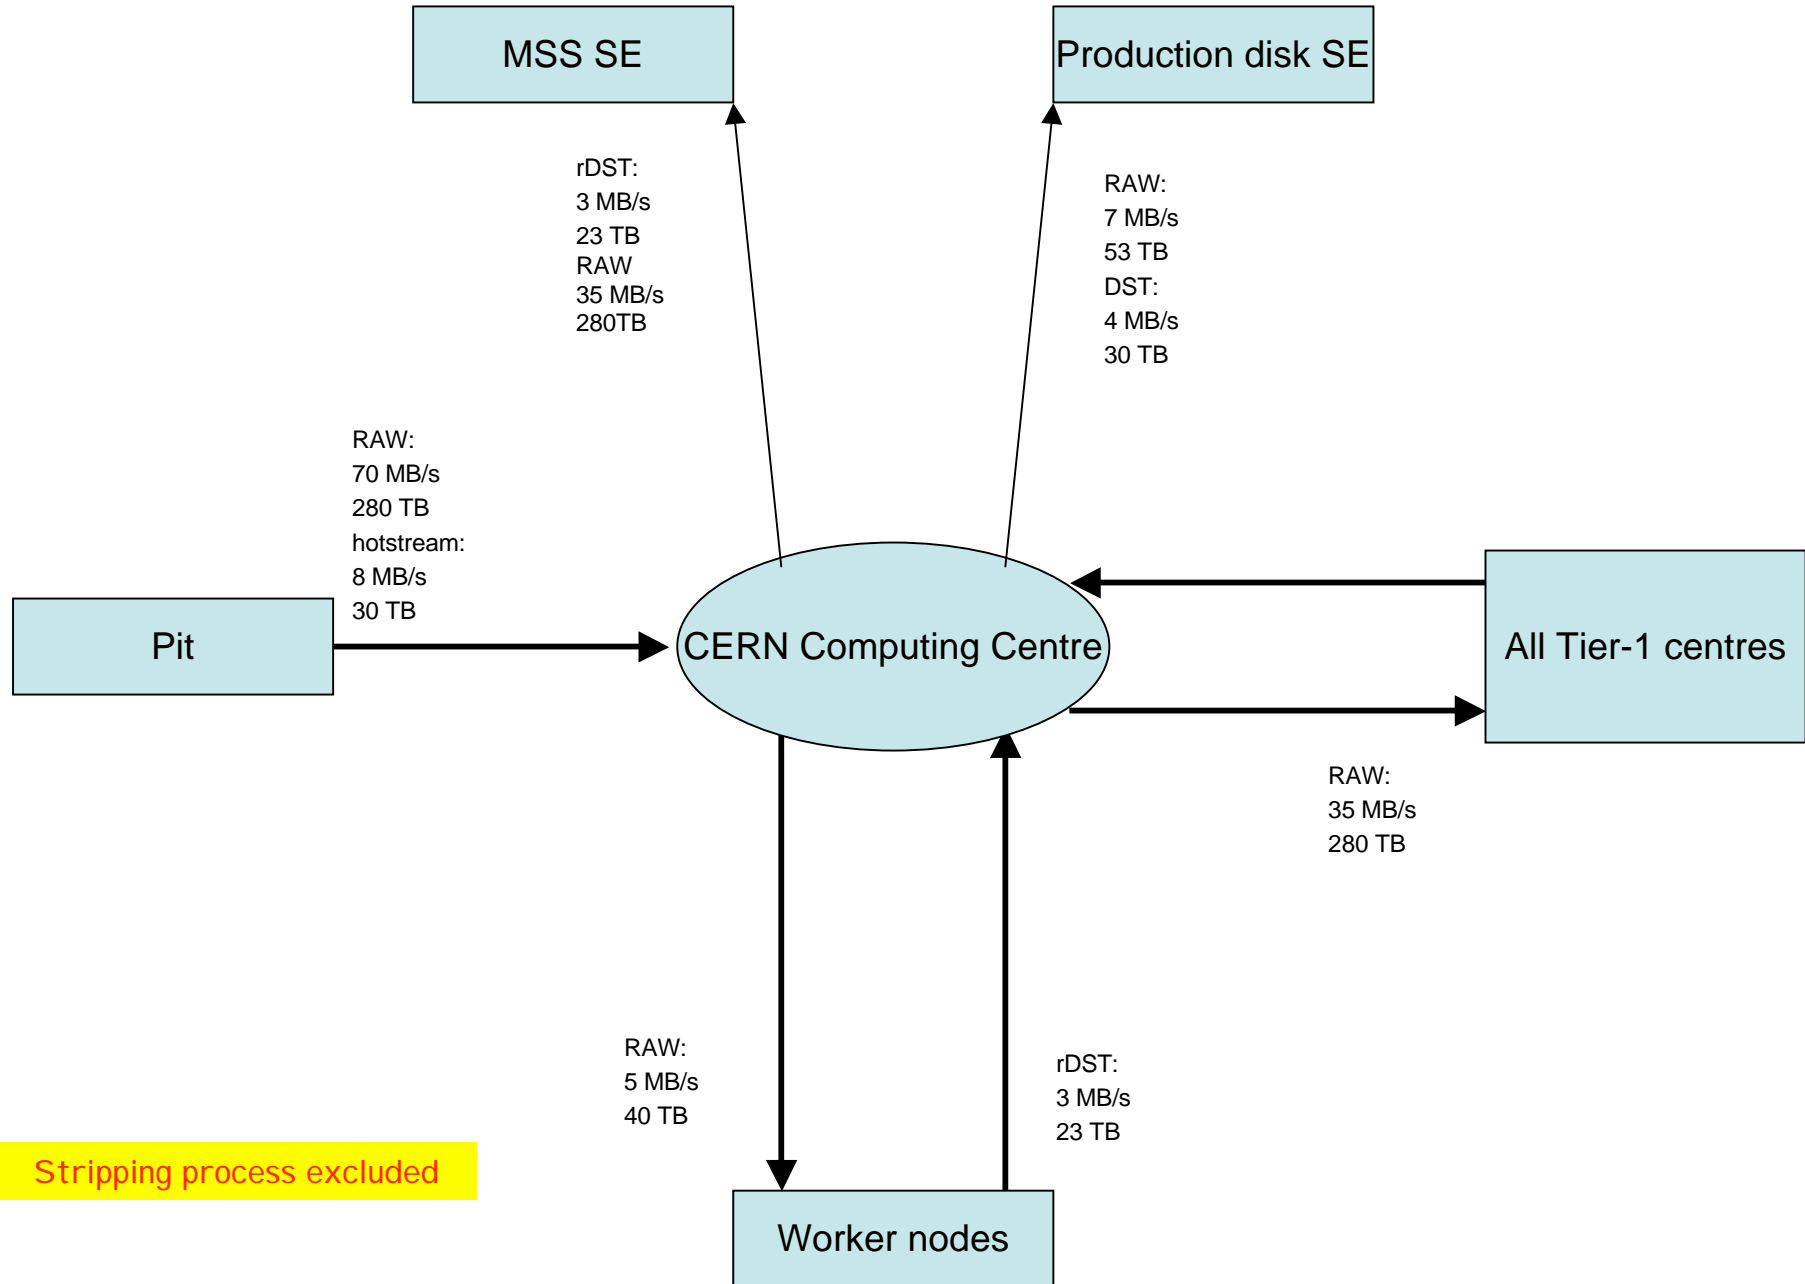 MSS SE
Production disk SE
rDST:
3 MB/s
23 TB
RAW
35 MB/s
280TB
RAW:
7 MB/s
53 TB
DST:
4 MB/s
30 TB
RAW:
70 MB/s
280 TB
hotstream:
8 MB/s
30 TB
Pit
CERN Computing Centre
All Tier-1 centres
RAW:
35 MB/s
280 TB
RAW:
5 MB/s
40 TB
rDST:
3 MB/s
23 TB
Stripping process excluded
Worker nodes